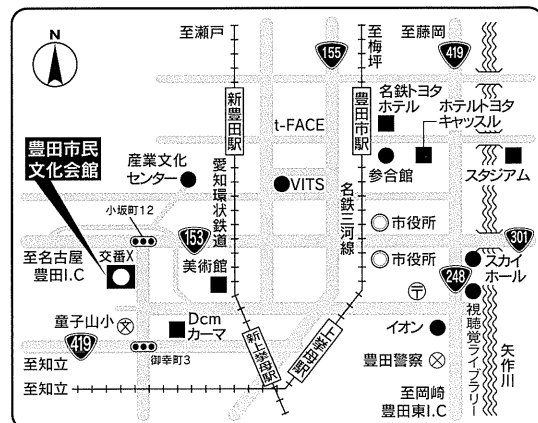 至瀬戸
155
至梅坪
至藤岡
419
N
新豊田駅
豊田市駅
名鉄トヨタ
ホテル
ホテルトヨタ
キャッスル
t-FACE
豊田市民
文化会館
産業文化
センター
愛知環状鉄道
VITS
名鉄三河線
参合館
スタジアム
小坂町12
153
市役所
301
至名古屋
豊田I.C
交番X
美術館
市役所
スカイ
ホール
248
〒
童子山小
文
Dcm
カーマ
イオン
視聴覚ライブラリー
矢作川
419
御幸町3
新上挙母駅
上挙母駅
豊田警察
至知立
至知立
至岡崎
豊田東I.C